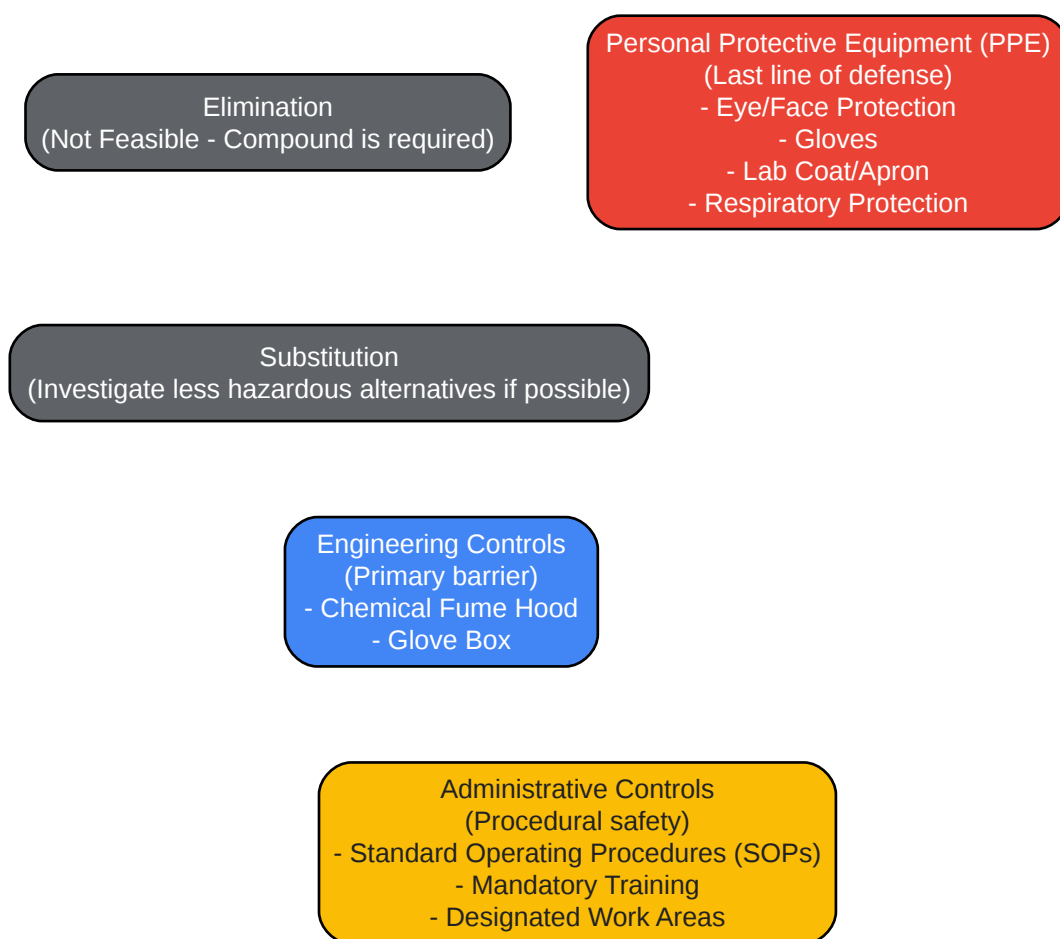 Elimination
(Not Feasible - Compound is required)
Personal Protective Equipment (PPE)
(Last line of defense)
- Eye/Face Protection
- Gloves
- Lab Coat/Apron
- Respiratory Protection
Substitution
(Investigate less hazardous alternatives if possible)
Engineering Controls
(Primary barrier)
- Chemical Fume Hood
- Glove Box
Administrative Controls
(Procedural safety)
- Standard Operating Procedures (SOPs)
- Mandatory Training
- Designated Work Areas